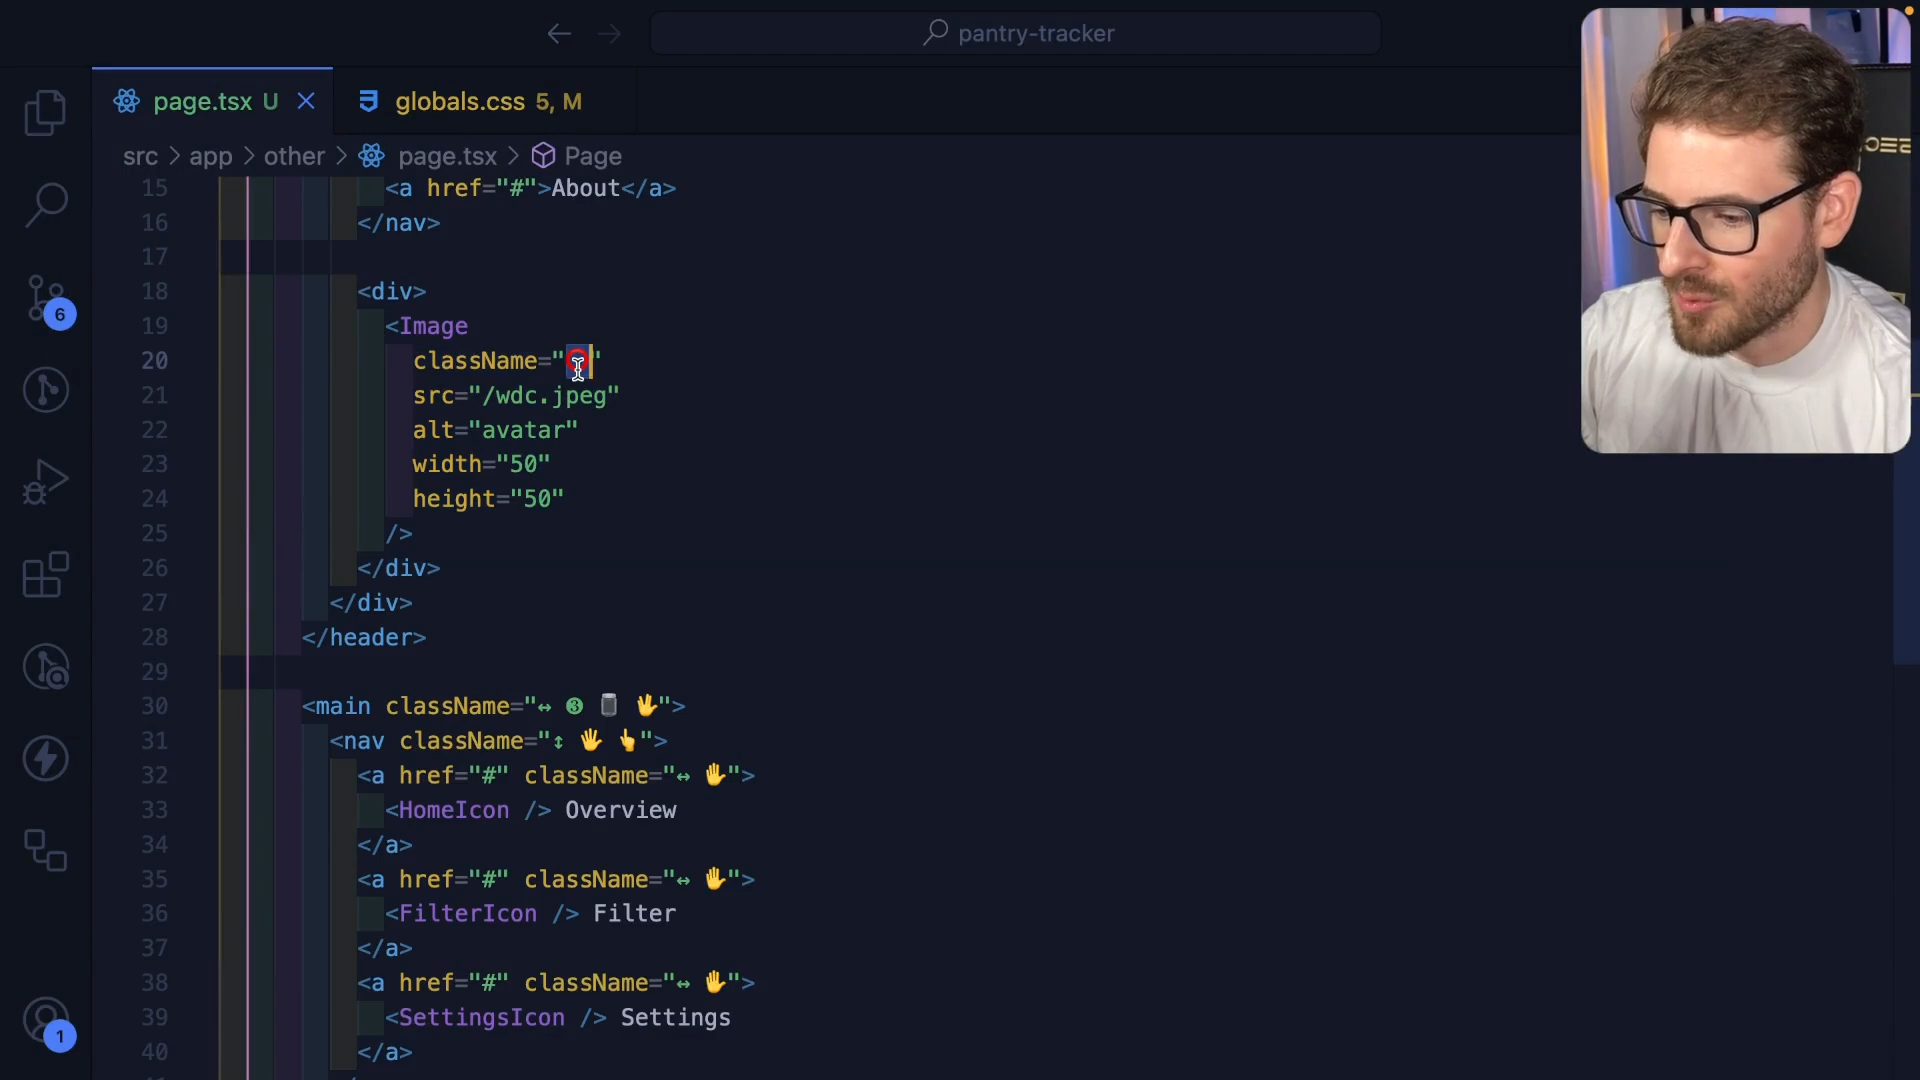 pantry-tracker
page.tsx U
globals.css 5, M
src > app > other > page.tsx > Page
15 <a href="#">About</a>
16 </nav>
17
18 <div>
19 <Image
20 className="⭕"
21 src="/wdc.jpeg"
22 alt="avatar"
23 width="50"
24 height="50"
25 />
26 </div>
27 </div>
28 </header>
29
30 <main className="↔ ❸ 🥫 🖖">
31 <nav className="↕ 🖐 👆">
32 <a href="#" className="↔ ✋">
33 <HomeIcon /> Overview
34 </a>
35 <a href="#" className="↔ ✋">
36 <FilterIcon /> Filter
37 </a>
38 <a href="#" className="↔ ✋">
39 <SettingsIcon /> Settings
40 </a>
6
1